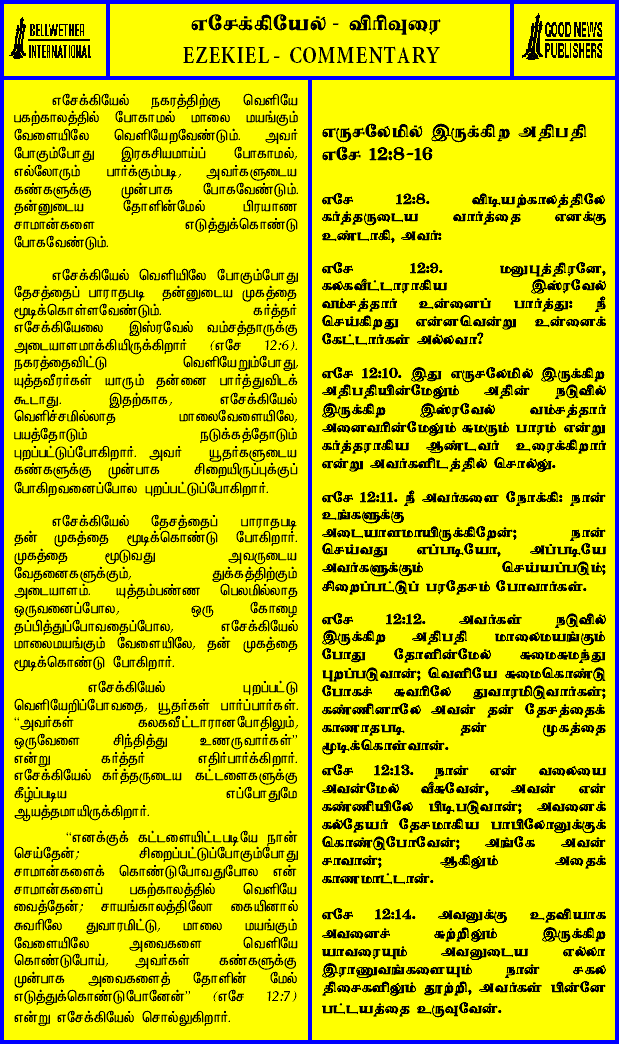 BELLWETHER
INTERNATIONAL
எசேக்கியேல் - விரிவுரை
EZEKIEL - COMMENTARY
GOOD NEWS
PUBLISHERS
எசேக்கியேல் நகரத்திற்கு வெளியே
பகற்காலத்தில் போகாமல் மாலை மயங்கும்
வேளையிலே வெளியேறவேண்டும். அவர்
போகும்போது இரகசியமாய்ப் போகாமல்,
எல்லோரும் பார்க்கும்படி, அவர்களுடைய
கண்களுக்கு முன்பாக போகவேண்டும்.
தன்னுடைய தோளின்மேல் பிரயாண
சாமான்களை எடுத்துக்கொண்டு
போகவேண்டும்.
எசேக்கியேல் வெளியிலே போகும்போது
தேசத்தைப் பாராதபடி தன்னுடைய முகத்தை
மூடிக்கொள்ளவேண்டும். கர்த்தர்
எசேக்கியேலை இஸ்ரவேல் வம்சத்தாருக்கு
அடையாளமாக்கியிருக்கிறார் (எசே 12:6).
நகரத்தைவிட்டு வெளியேறும்போது,
யுத்தவீரர்கள் யாரும் தன்னை பார்த்துவிடக்
கூடாது. இதற்காக, எசேக்கியேல்
வெளிச்சமில்லாத மாலைவேளையிலே,
பயத்தோடும் நடுக்கத்தோடும்
புறப்பட்டுப்போகிறார். அவர் யூதர்களுடைய
கண்களுக்கு முன்பாக சிறையிருப்புக்குப்
போகிறவனைப்போல புறப்பட்டுப்போகிறார்.
எசேக்கியேல் தேசத்தைப் பாராதபடி
தன் முகத்தை மூடிக்கொண்டு போகிறார்.
முகத்தை மூடுவது அவருடைய
வேதனைகளுக்கும், துக்கத்திற்கும்
அடையாளம். யுத்தம்பண்ண பெலமில்லாத
ஒருவனைப்போல, ஒரு கோழை
தப்பித்துப்போவதைப்போல, எசேக்கியேல்
மாலைமயங்கும் வேளையிலே, தன் முகத்தை
மூடிக்கொண்டு போகிறார்.
எசேக்கியேல் புறப்பட்டு
வெளியேறிப்போவதை, யூதர்கள் பார்ப்பார்கள்.
“அவர்கள் கலகவீட்டாரானபோதிலும்,
ஒருவேளை சிந்தித்து உணருவார்கள்”
என்று கர்த்தர் எதிர்பார்க்கிறார்.
எசேக்கியேல் கர்த்தருடைய கட்டளைகளுக்கு
கீழ்ப்படிய எப்போதுமே
ஆயத்தமாயிருக்கிறார்.
“எனக்குக் கட்டளையிட்டபடியே நான்
செய்தேன்; சிறைப்பட்டுப்போகும்போது
சாமான்களைக் கொண்டுபோவதுபோல என்
சாமான்களைப் பகற்காலத்தில் வெளியே
வைத்தேன்; சாயங்காலத்திலோ கையினால்
சுவரிலே துவாரமிட்டு, மாலை மயங்கும்
வேளையிலே அவைகளை வெளியே
கொண்டுபோய், அவர்கள் கண்களுக்கு
முன்பாக அவைகளைத் தோளின் மேல்
எடுத்துக்கொண்டுபோனேன்” (எசே 12:7)
என்று எசேக்கியேல் சொல்லுகிறார்.
எருசலேமில் இருக்கிற அதிபதி
எசே 12:8-16
எசே 12:8. விடியற்காலத்திலே
கர்த்தருடைய வார்த்தை எனக்கு
உண்டாகி, அவர்:
எசே 12:9. மனுபுத்திரனே,
கலகவீட்டாராகிய இஸ்ரவேல்
வம்சத்தார் உன்னைப் பார்த்து: நீ
செய்கிறது என்னவென்று உன்னைக்
கேட்டார்கள் அல்லவா?
எசே 12:10. இது எருசலேமில் இருக்கிற
அதிபதியின்மேலும் அதின் நடுவில்
இருக்கிற இஸ்ரவேல் வம்சத்தார்
அனைவரின்மேலும் சுமரும் பாரம் என்று
கர்த்தராகிய ஆண்டவர் உரைக்கிறார்
என்று அவர்களிடத்தில் சொல்லு.
எசே 12:11. நீ அவர்களை நோக்கி: நான்
உங்களுக்கு
அடையாளமாயிருக்கிறேன்; நான்
செய்வது எப்படியோ, அப்படியே
அவர்களுக்கும் செய்யப்படும்;
சிறைப்பட்டுப் பரதேசம் போவார்கள்.
எசே 12:12. அவர்கள் நடுவில்
இருக்கிற அதிபதி மாலைமயங்கும்
போது தோளின்மேல் சுமைசுமந்து
புறப்படுவான்; வெளியே சுமைகொண்டு
போகச் சுவரிலே துவாரமிடுவார்கள்;
கண்ணினாலே அவன் தன் தேசத்தைக்
காணாதபடி தன் முகத்தை
மூடிக்கொள்வான்.
எசே 12:13. நான் என் வலையை
அவன்மேல் வீசுவேன், அவன் என்
கண்ணியிலே பிடிபடுவான்; அவனைக்
கல்தேயர் தேசமாகிய பாபிலோனுக்குக்
கொண்டுபோவேன்; அங்கே அவன்
சாவான்; ஆகிலும் அதைக்
காணமாட்டான்.
எசே 12:14. அவனுக்கு உதவியாக
அவனைச் சுற்றிலும் இருக்கிற
யாவரையும் அவனுடைய எல்லா
இராணுவங்களையும் நான் சகல
திசைகளிலும் தூற்றி, அவர்கள் பின்னே
பட்டயத்தை உருவுவேன்.